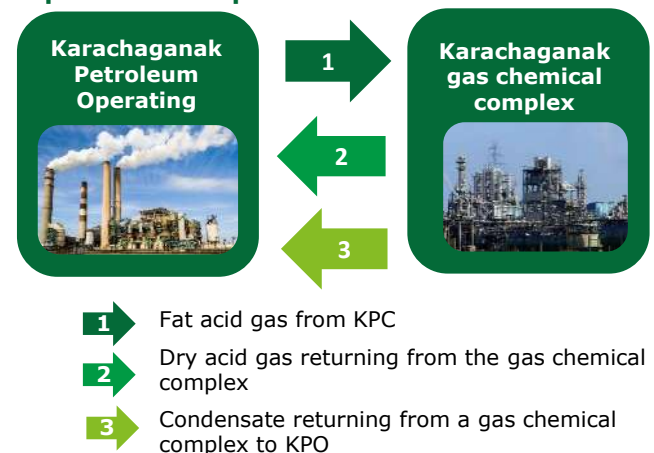 Karachaganak
Petroleum
Operating
1
Karachaganak
gas chemical
complex
2
3
1 Fat acid gas from KPC
2 Dry acid gas returning from the gas chemical
complex
3 Condensate returning from a gas chemical
complex to KPO